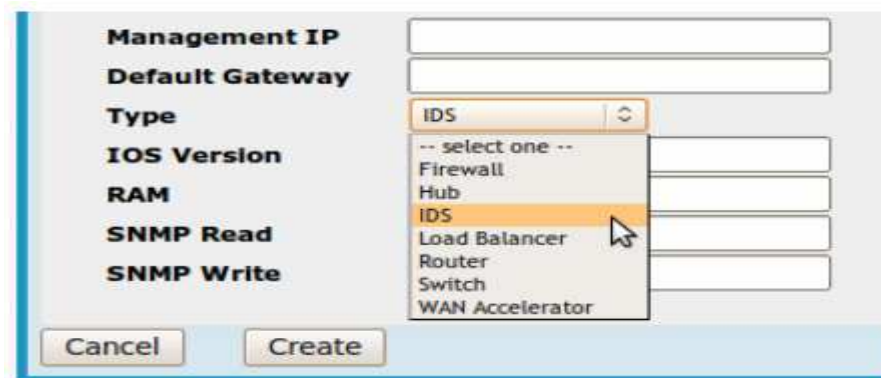 Management IP
Default Gateway
Type IDS
-- select one --
IOS Version
Firewall
RAM
Hub
IDS
SNMP Read
Load Balancer
Router
SNMP Write
Switch
WAN Accelerator
Cancel Create